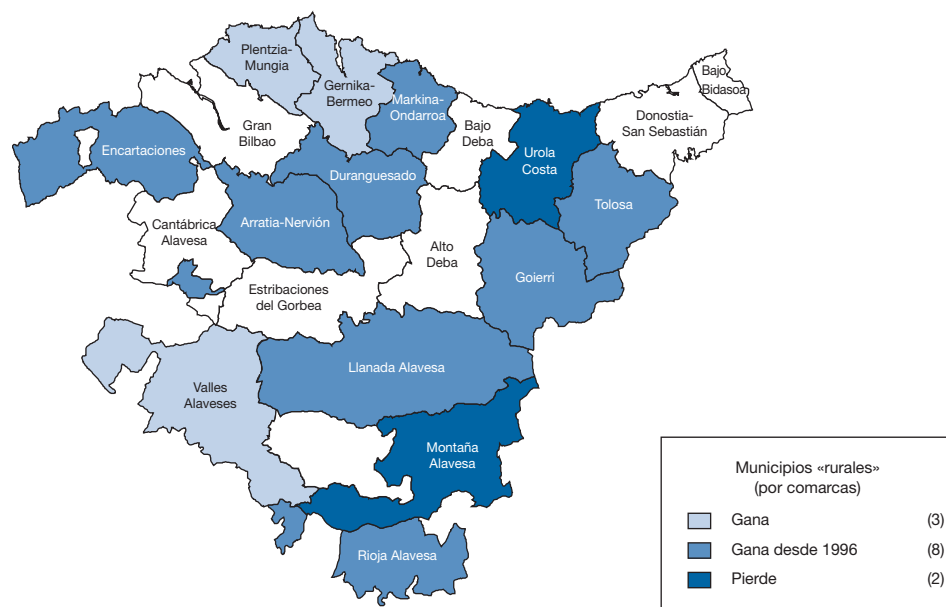 Plentzia-
Mungia
Gernika-
Bermeo
Markina-
Ondarroa
Bajo
Bidasoa
Donostia-
San Sebastián
Gran
Bilbao
Bajo
Deba
Urola
Costa
Encartaciones
Duranguesado
Tolosa
Cantábrica
Alavesa
Arratia-Nervión
Alto
Deba
Goierri
Estribaciones
del Gorbea
Llanada Alavesa
Valles
Alaveses
Montaña
Alavesa
Rioja Alavesa
Municipios «rurales»
(por comarcas)
Gana (3)
Gana desde 1996 (8)
Pierde (2)